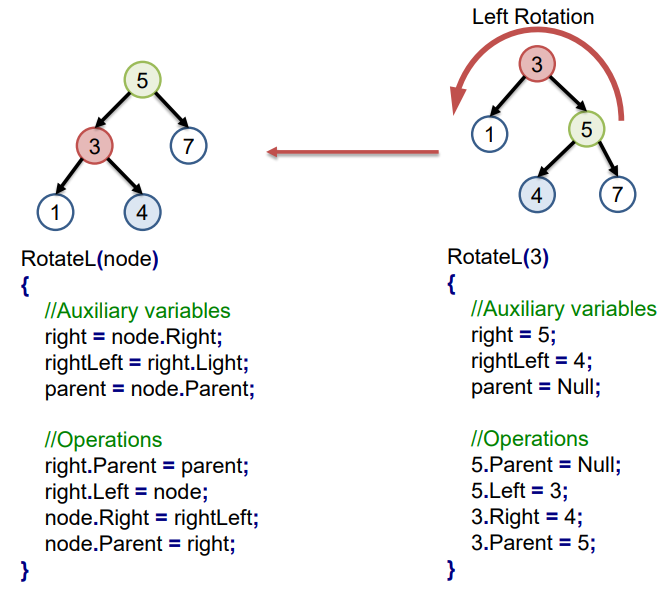 Left Rotation
5
3
7
1
4
3
1
5
4
7
RotateL(node)
{
//Auxiliary variables
right = node.Right;
rightLeft = right.Light;
parent = node.Parent;
//Operations
right.Parent = parent;
right.Left = node;
node.Right = rightLeft;
node.Parent = right;
}
RotateL(3)
{
//Auxiliary variables
right = 5;
rightLeft = 4;
parent = Null;
//Operations
5.Parent = Null;
5.Left = 3;
3.Right = 4;
3.Parent = 5;
}